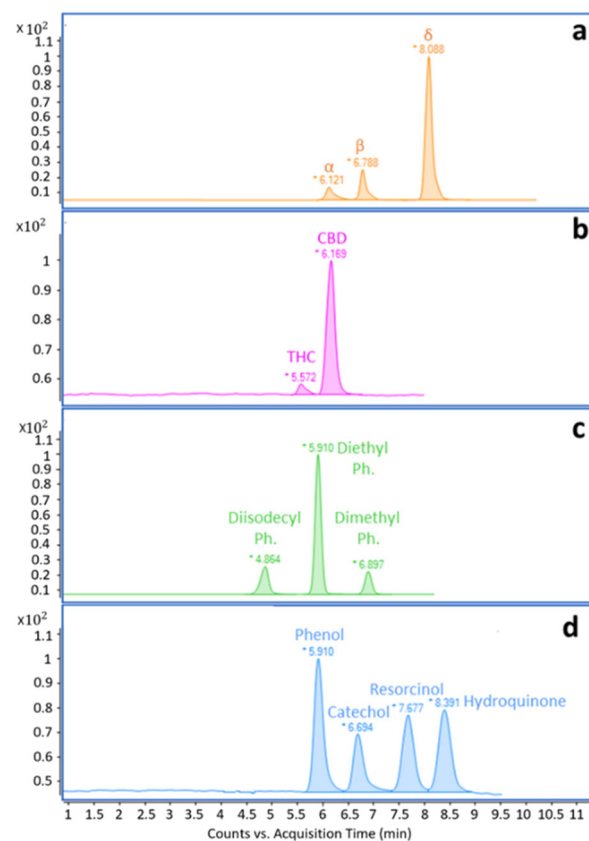 x10²
a
1.1
1
0.9
0.8
0.7
0.6
0.5
0.4
0.3
0.2
0.1
δ
* 8.088
β
* 6.788
α
* 6.121
x10²
b
1
0.9
0.8
0.7
0.6
CBD
* 6.169
THC
* 5.572
x10²
c
1.1
1
0.9
0.8
0.7
0.6
0.5
0.4
0.3
0.2
0.1
* 5.910 Diethyl
Ph.
Diisodecyl
Ph.
* 4.864
Dimethyl
Ph.
* 6.897
x10²
d
1.1
1
0.9
0.8
0.7
0.6
0.5
Phenol
* 5.910
Catechol
* 6.694
Resorcinol
* 7.677
* 8.391 Hydroquinone
1 1.5 2 2.5 3 3.5 4 4.5 5 5.5 6 6.5 7 7.5 8 8.5 9 9.5 10 10.5 11
Counts vs. Acquisition Time (min)